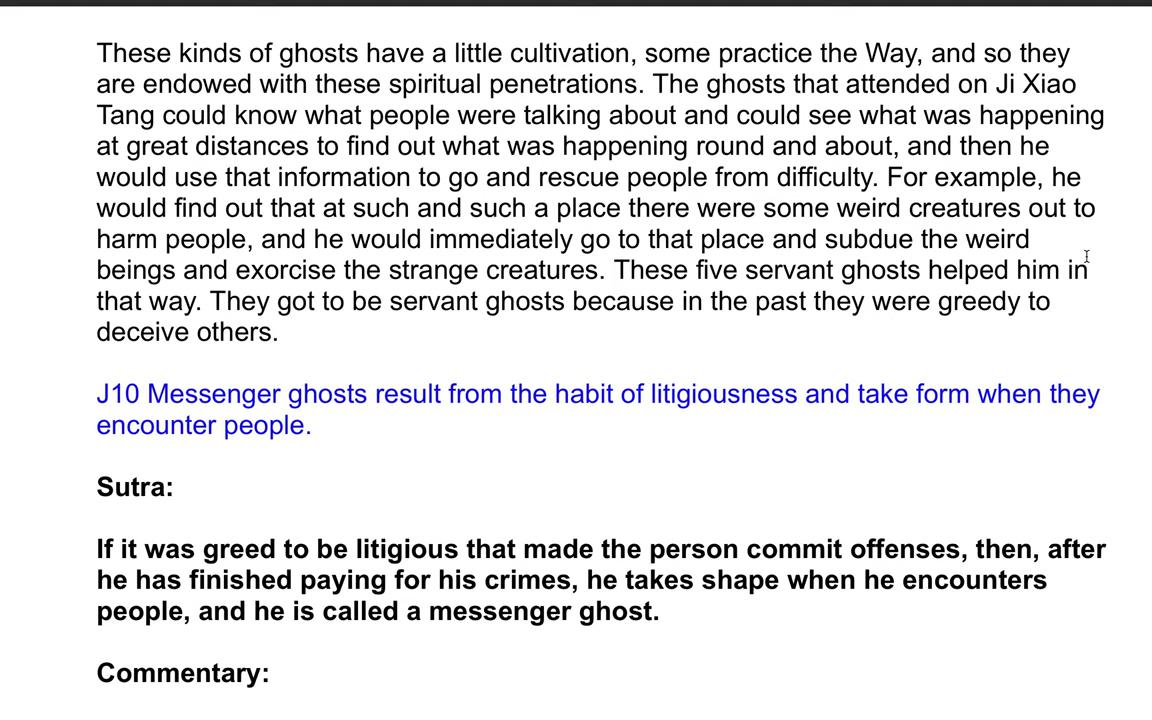 These kinds of ghosts have a little cultivation, some practice the Way, and so they
are endowed with these spiritual penetrations. The ghosts that attended on Ji Xiao
Tang could know what people were talking about and could see what was happening
at great distances to find out what was happening round and about, and then he
would use that information to go and rescue people from difficulty. For example, he
would find out that at such and such a place there were some weird creatures out to
harm people, and he would immediately go to that place and subdue the weird
beings and exorcise the strange creatures. These five servant ghosts helped him in
that way. They got to be servant ghosts because in the past they were greedy to
deceive others.
J10 Messenger ghosts result from the habit of litigiousness and take form when they
encounter people.
Sutra:
If it was greed to be litigious that made the person commit offenses, then, after
he has finished paying for his crimes, he takes shape when he encounters
people, and he is called a messenger ghost.
Commentary: